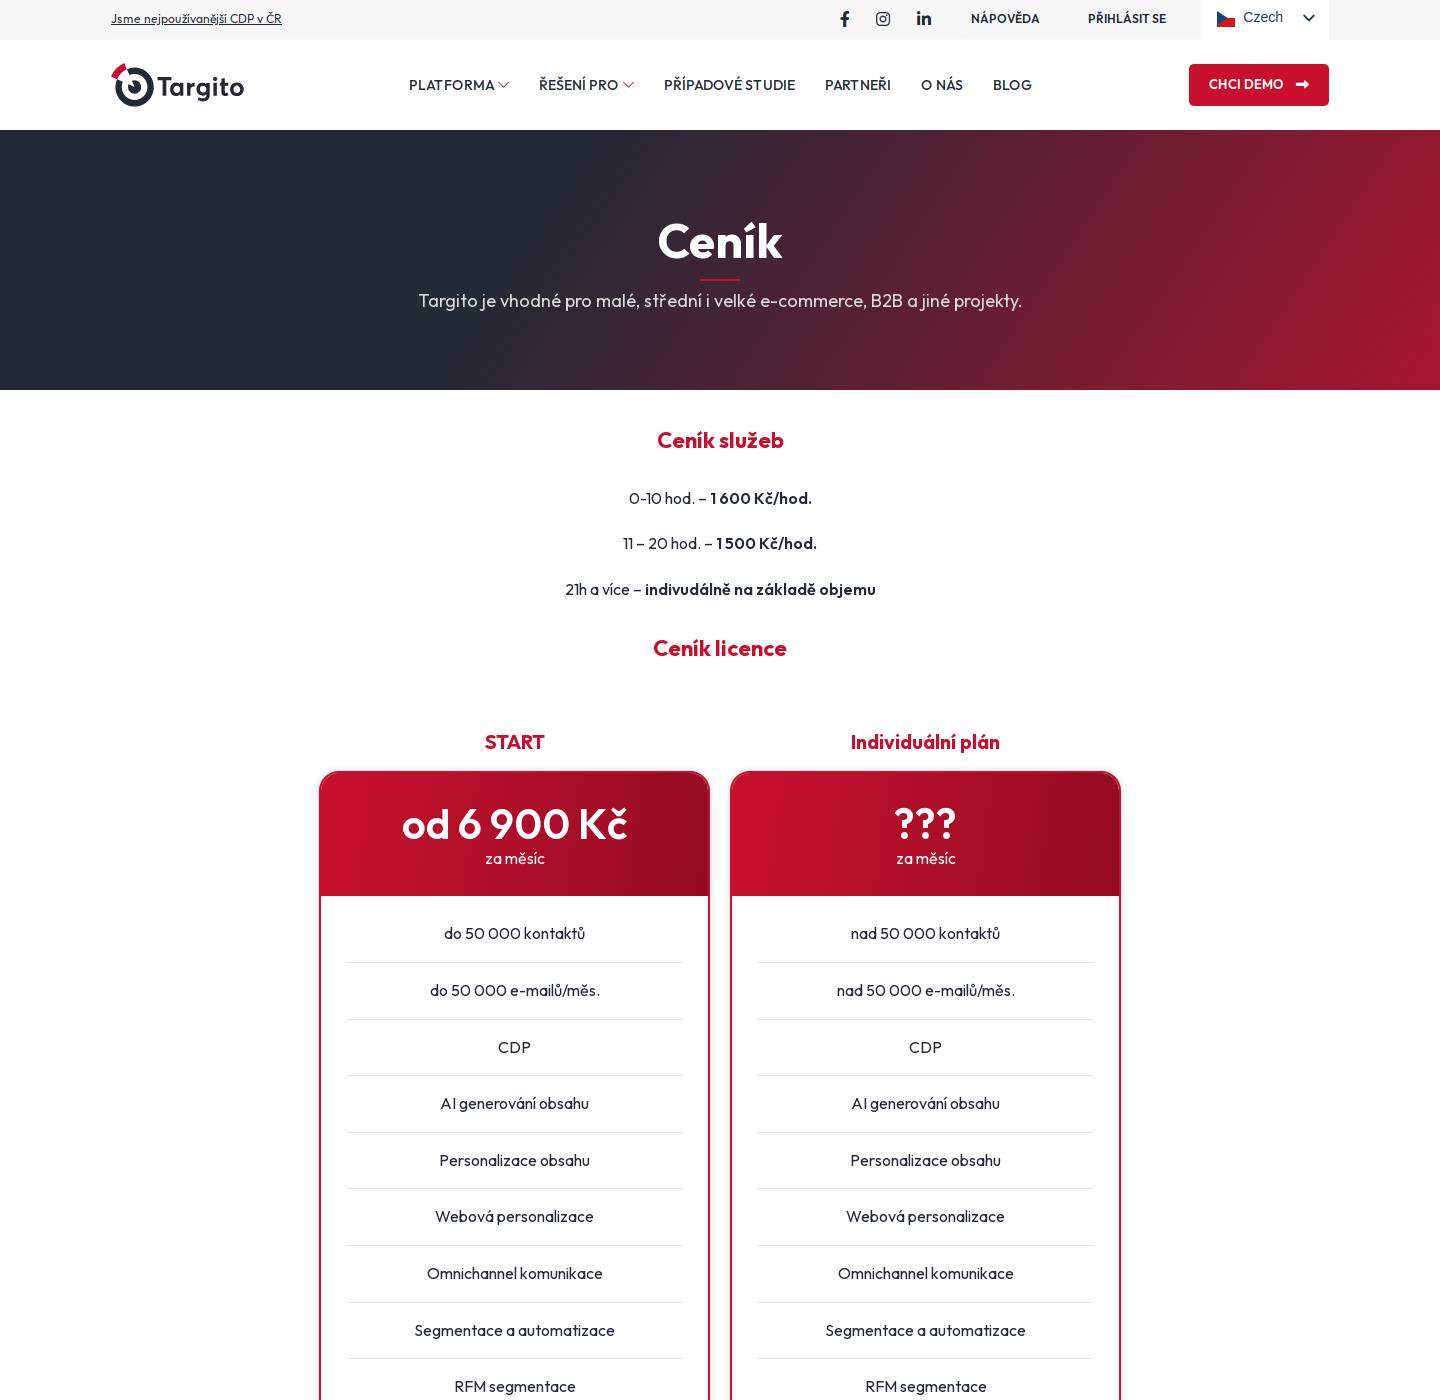 Jsme nejpoužívanější CDP v ČR
NÁPOVĚDA
PŘIHLÁSIT SE
Czech
Targito
PLATFORMA
ŘEŠENÍ PRO
PŘÍPADOVÉ STUDIE
PARTNEŘI
O NÁS
BLOG
CHCI DEMO
Ceník
Targito je vhodné pro malé, střední i velké e-commerce, B2B a jiné projekty.
Ceník služeb
0-10 hod. – 1 600 Kč/hod.
11 – 20 hod. – 1 500 Kč/hod.
21h a více – indivudálně na základě objemu
Ceník licence
START
od 6 900 Kč
za měsíc
do 50 000 kontaktů
do 50 000 e-mailů/měs.
CDP
AI generování obsahu
Personalizace obsahu
Webová personalizace
Omnichannel komunikace
Segmentace a automatizace
RFM segmentace
Individuální plán
???
za měsíc
nad 50 000 kontaktů
nad 50 000 e-mailů/měs.
CDP
AI generování obsahu
Personalizace obsahu
Webová personalizace
Omnichannel komunikace
Segmentace a automatizace
RFM segmentace